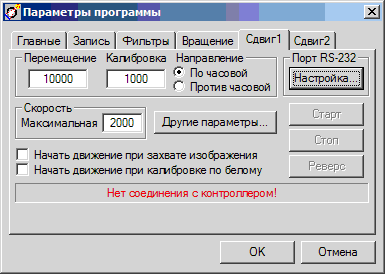 Параметры программы
Главные Запись Фильтры Вращение Сдвиг1 Сдвиг2
Перемещение Калибровка Направление Порт RS-232
10000 1000 По часовой Настройка...
Против часовой
Скорость
Максимальная 2000 Другие параметры... Старт
Стоп
Начать движение при захвате изображения
Начать движение при калибровке по белому Реверс
Нет соединения с контроллером!
OK Отмена